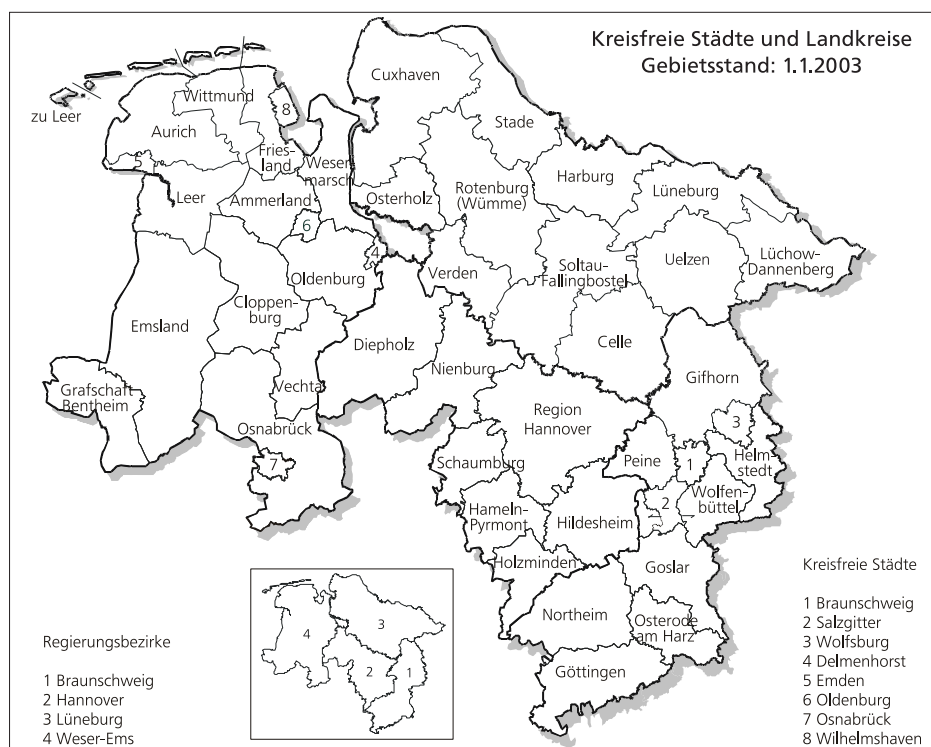 Kreisfreie Städte und Landkreise
Gebietsstand: 1.1.2003
Cuxhaven
Wittmund
8
zu Leer
Stade
Aurich
Fries-
land
Weser-
marsch
Harburg
Lüneburg
Leer
Ammerland
Osterholz
Rotenburg
(Wümme)
6
4
Oldenburg
Verden
Soltau-
Fallingbostel
Uelzen
Lüchow-
Dannenberg
Cloppen-
burg
Emsland
Diepholz
Celle
Nienburg
Gifhorn
Grafschaft
Bentheim
Vechta
Osnabrück
Region
Hannover
3
7
Schaumburg
Peine
1
Helm-
stedt
Hameln-
Pyrmont
Hildesheim
2
Wolfen-
büttel
Holzminden
Goslar
Northeim
Osterode
am Harz
Göttingen
4
3
2
1
Regierungsbezirke
1 Braunschweig
2 Hannover
3 Lüneburg
4 Weser-Ems
Kreisfreie Städte
1 Braunschweig
2 Salzgitter
3 Wolfsburg
4 Delmenhorst
5 Emden
6 Oldenburg
7 Osnabrück
8 Wilhelmshaven